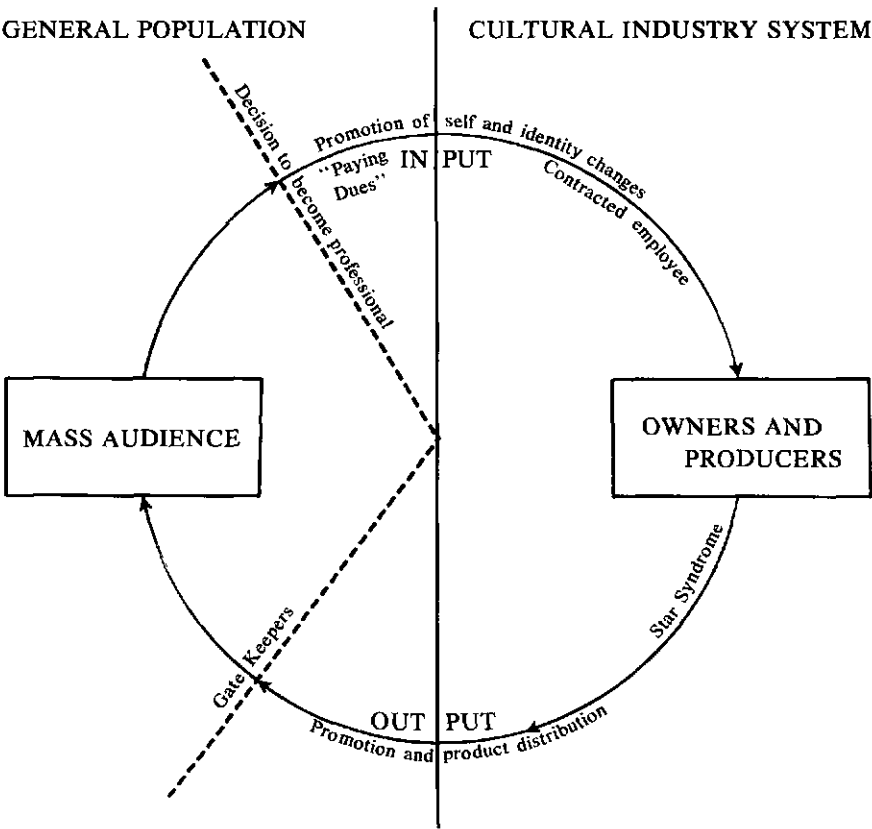 GENERAL POPULATION
CULTURAL INDUSTRY SYSTEM
Decision to become professional
Promotion of self and identity changes
"Paying
Dues"
IN PUT
Contracted employee
MASS AUDIENCE
OWNERS AND
PRODUCERS
Star Syndrome
Gate Keepers
OUT PUT
Promotion and product distribution